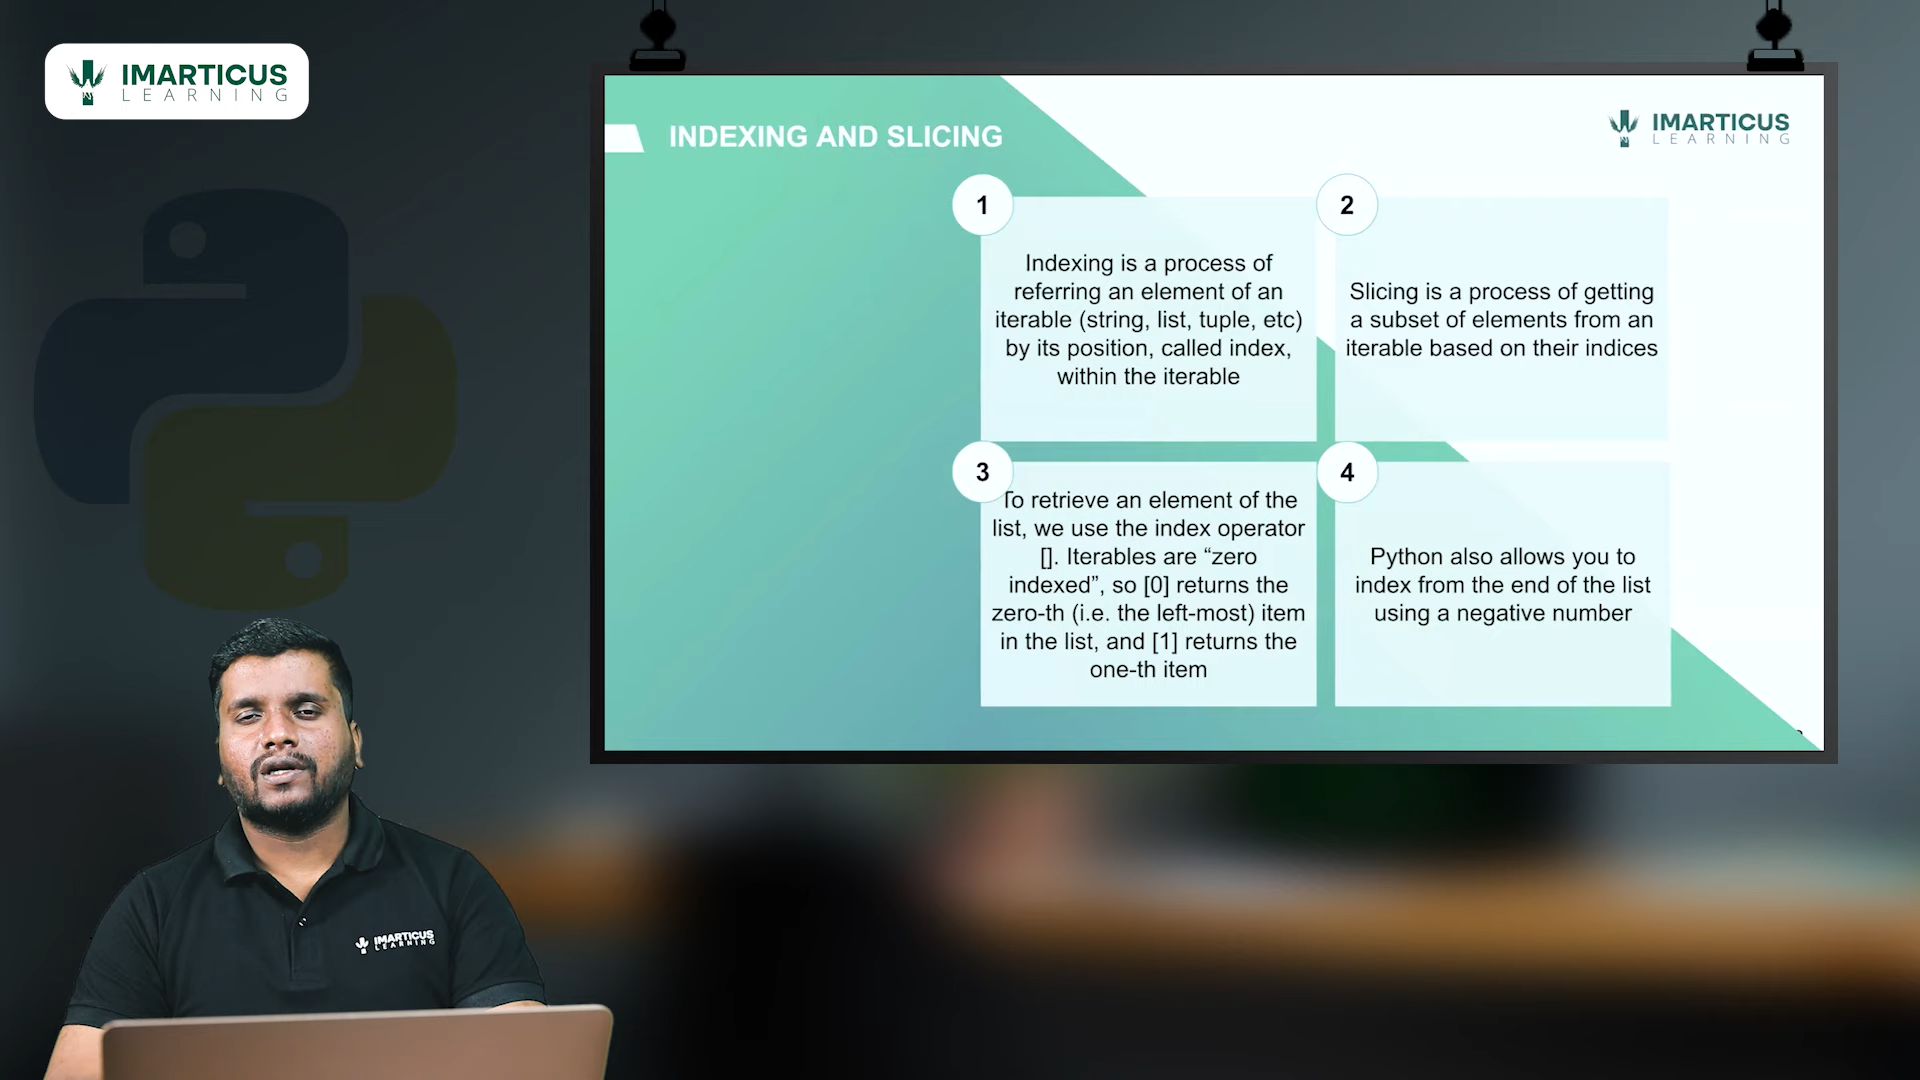 IMARTICUS
LEARNING
INDEXING AND SLICING
IMARTICUS
LEARNING
1
Indexing is a process of
referring an element of an
iterable (string, list, tuple, etc)
by its position, called index,
within the iterable
2
Slicing is a process of getting
a subset of elements from an
iterable based on their indices
3
To retrieve an element of the
list, we use the index operator
[]. Iterables are “zero
indexed”, so [0] returns the
zero-th (i.e. the left-most) item
in the list, and [1] returns the
one-th item
4
Python also allows you to
index from the end of the list
using a negative number
IMARTICUS
LEARNING